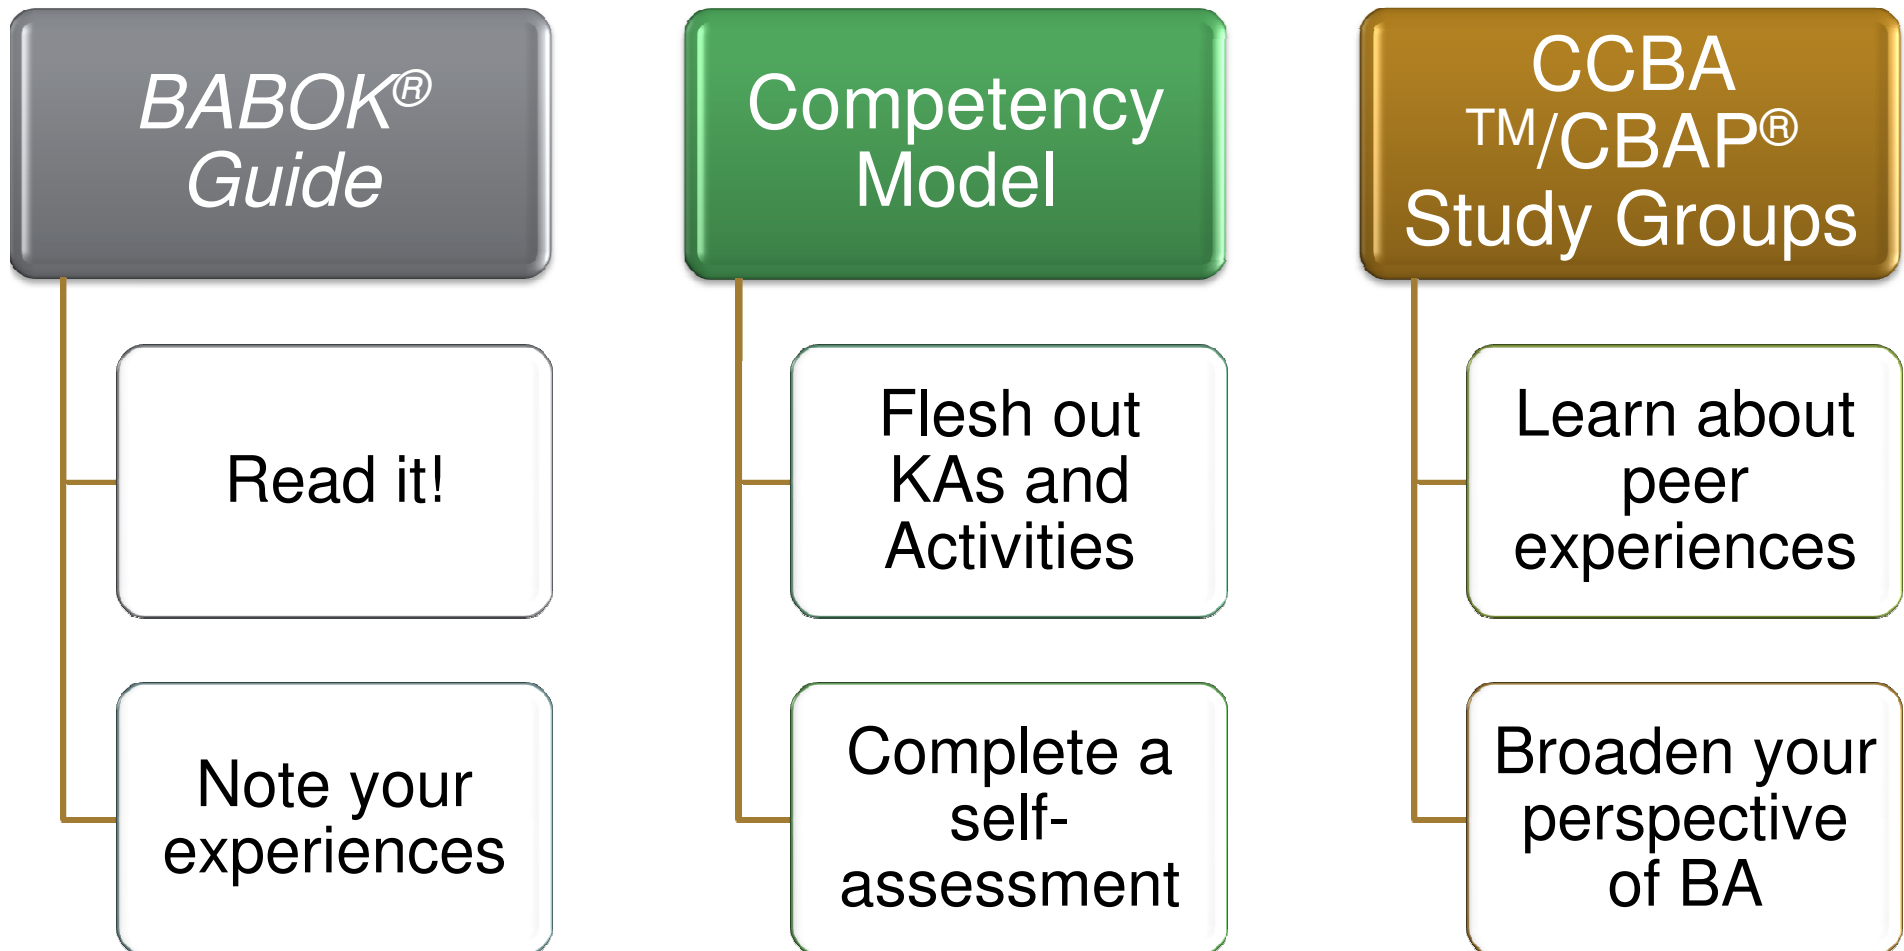 BABOK®
Guide
Read it!
Note your
experiences
Competency
Model
Flesh out
KAs and
Activities
Complete a
self-
assessment
CCBA
TM/CBAP®
Study Groups
Learn about
peer
experiences
Broaden your
perspective
of BA